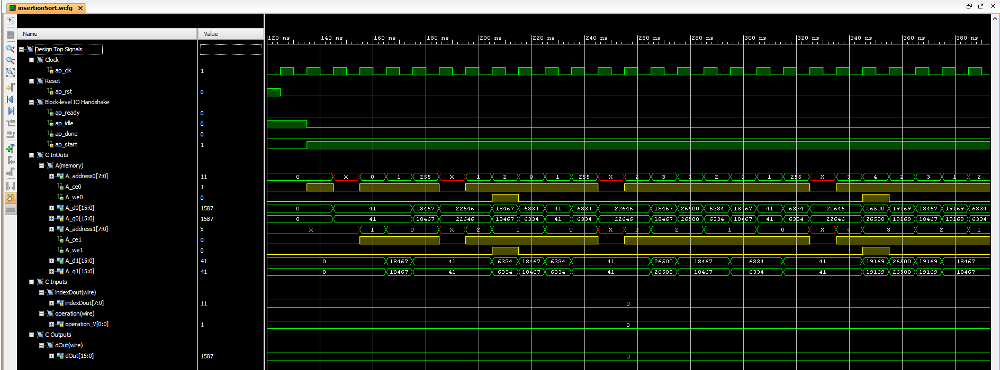 insertionSort.wcfg
Name Value
120 ns 140 ns 160 ns 180 ns 200 ns 220 ns 240 ns 260 ns 280 ns 300 ns 320 ns 340 ns 360 ns 380 ns
Design Top Signals
Clock
ap_clk 1
Reset
ap_rst 0
Block-level IO Handshake
ap_ready 0
ap_idle 0
ap_done 0
ap_start 1
C InOuts
A(memory)
A_address0[7:0] 11 0 X 0 1 255 X 1 2 0 1 255 X 2 3 1 2 0 1 255 X 3 4 2 3 1 2
A_ce0 1
A_we0 0
A_d0[15:0] 1587 0 41 18467 22646 18467 6334 41 6334 22646 18467 26500 6334 18467 41 6334 22646 26500 19169 18467 19169 6334
A_q0[15:0] 1587 0 41 18467 22646 18467 6334 41 6334 22646 18467 26500 6334 18467 41 6334 22646 26500 19169 18467 19169 6334
A_address1[7:0] X X 1 0 X 2 1 0 X 3 2 1 0 X 4 3 2 1
A_ce1 0
A_we1 0
A_d1[15:0] 41 0 18467 41 6334 18467 6334 41 26500 18467 6334 41 19169 26500 19169 18467
A_q1[15:0] 41 0 18467 41 6334 18467 6334 41 26500 18467 6334 41 19169 26500 19169 18467
C Inputs
indexDout(wire)
indexDout[7:0] 11 0
operation(wire)
operation_V[0:0] 1 0
C Outputs
dOut(wire)
dOut[15:0] 1587 0